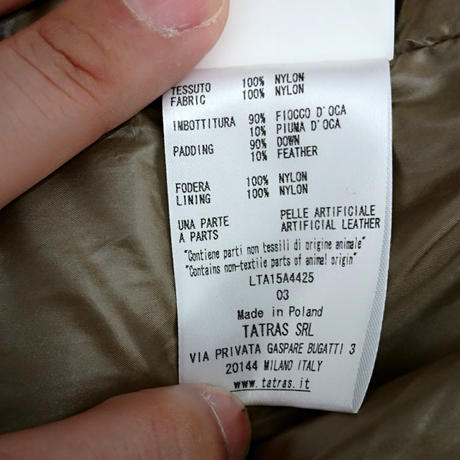 TESSUTO 100% NYLON
FABRIC 100% NYLON
IMBOTTITURA 90% FIOCCO D'OCA
10% PIUMA D'OCA
PADDING 90% DOWN
10% FEATHER
FODERA 100% NYLON
LINING 100% NYLON
UNA PARTE PELLE ARTIFICIALE
A PARTS ARTIFICIAL LEATHER
"Contiene parti non tessili di origine animale"
"Contains non-textile parts of animal origin"
LTA15A4425
03
Made in Poland
TATRAS SRL
VIA PRIVATA GASPARE BUGATTI 3
20144 MILANO ITALY
www.tatras.it